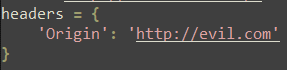 headers = {
    'Origin': 'http://evil.com'
}